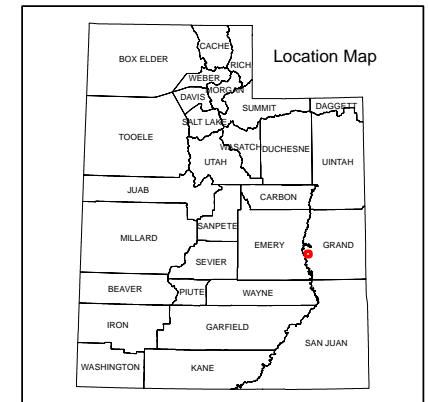 Location Map
CACHE
BOX ELDER
RICH
WEBER
MORGAN
DAVIS
SUMMIT
DAGGETT
SALT LAKE
TOOELE
WASATCH
DUCHESNE
UTAH
UINTAH
JUAB
CARBON
SANPETE
MILLARD
EMERY
GRAND
SEVIER
BEAVER
PIUTE
WAYNE
IRON
GARFIELD
SAN JUAN
WASHINGTON
KANE